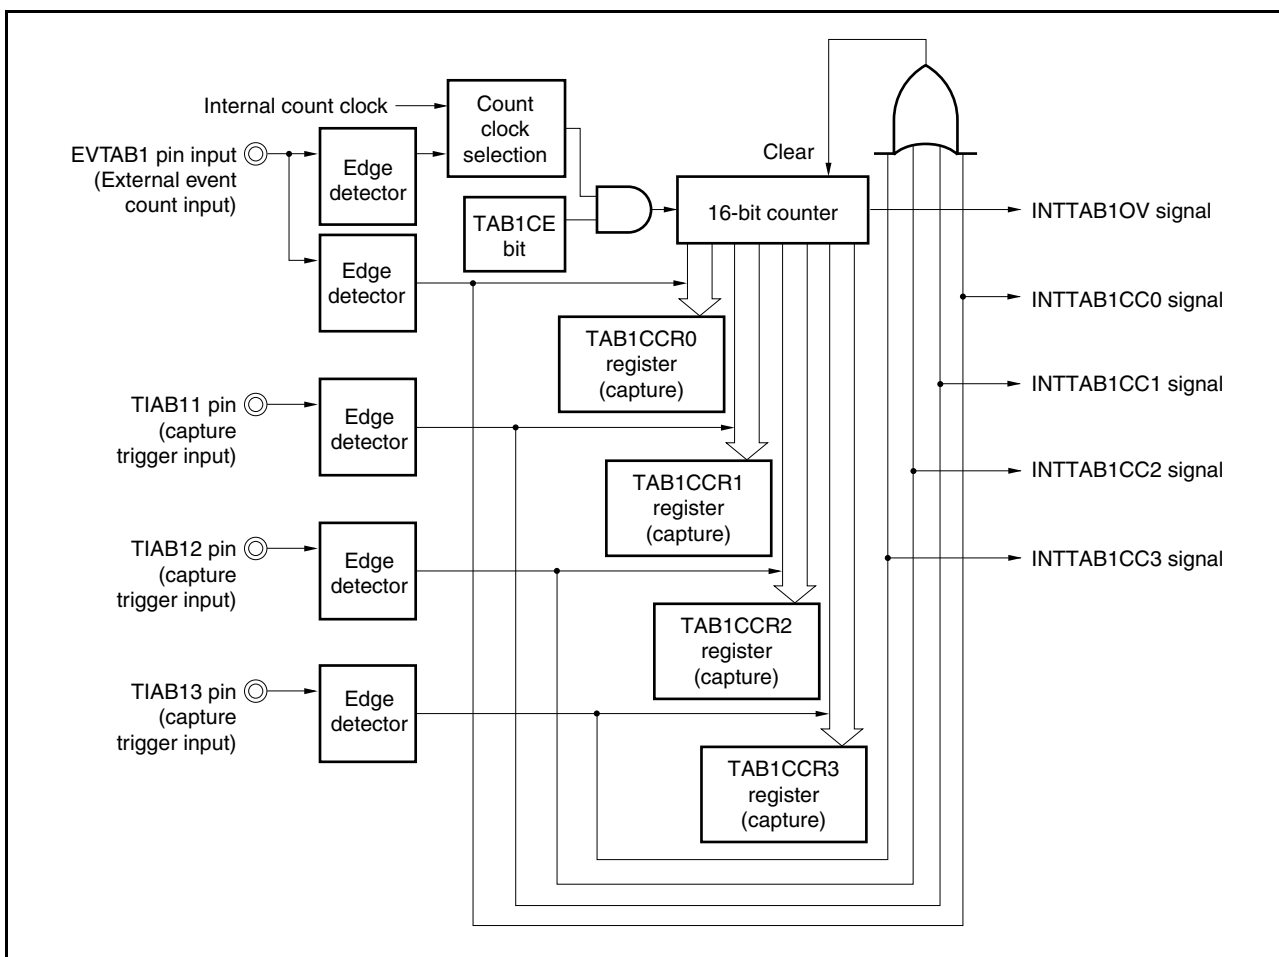 Internal count clock
Count
clock
selection
EVTAB1 pin input
(External event
count input)
Edge
detector
Clear
TAB1CE
bit
16-bit counter
INTTAB1OV signal
Edge
detector
INTTAB1CC0 signal
TAB1CCR0
register
(capture)
TIAB11 pin
(capture
trigger input)
Edge
detector
INTTAB1CC1 signal
TAB1CCR1
register
(capture)
INTTAB1CC2 signal
TIAB12 pin
(capture
trigger input)
Edge
detector
INTTAB1CC3 signal
TAB1CCR2
register
(capture)
TIAB13 pin
(capture
trigger input)
Edge
detector
TAB1CCR3
register
(capture)